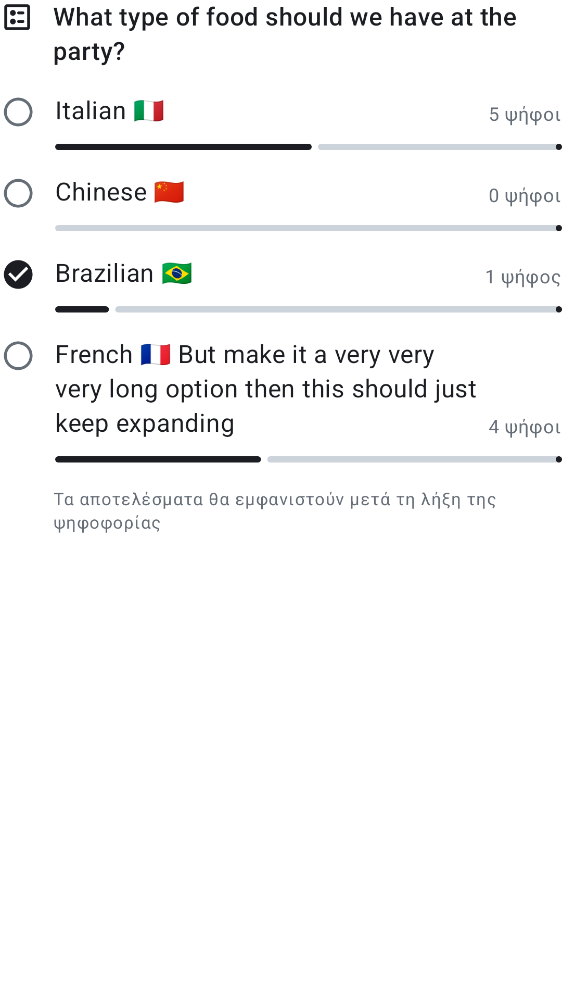 What type of food should we have at the
party?
Italian 🇮🇹
5 ψήφοι
Chinese 🇨🇳
0 ψήφοι
Brazilian 🇧🇷
1 ψήφος
French 🇫🇷 But make it a very very
very long option then this should just
keep expanding
4 ψήφοι
Τα αποτελέσματα θα εμφανιστούν μετά τη λήξη της
ψηφοφορίας